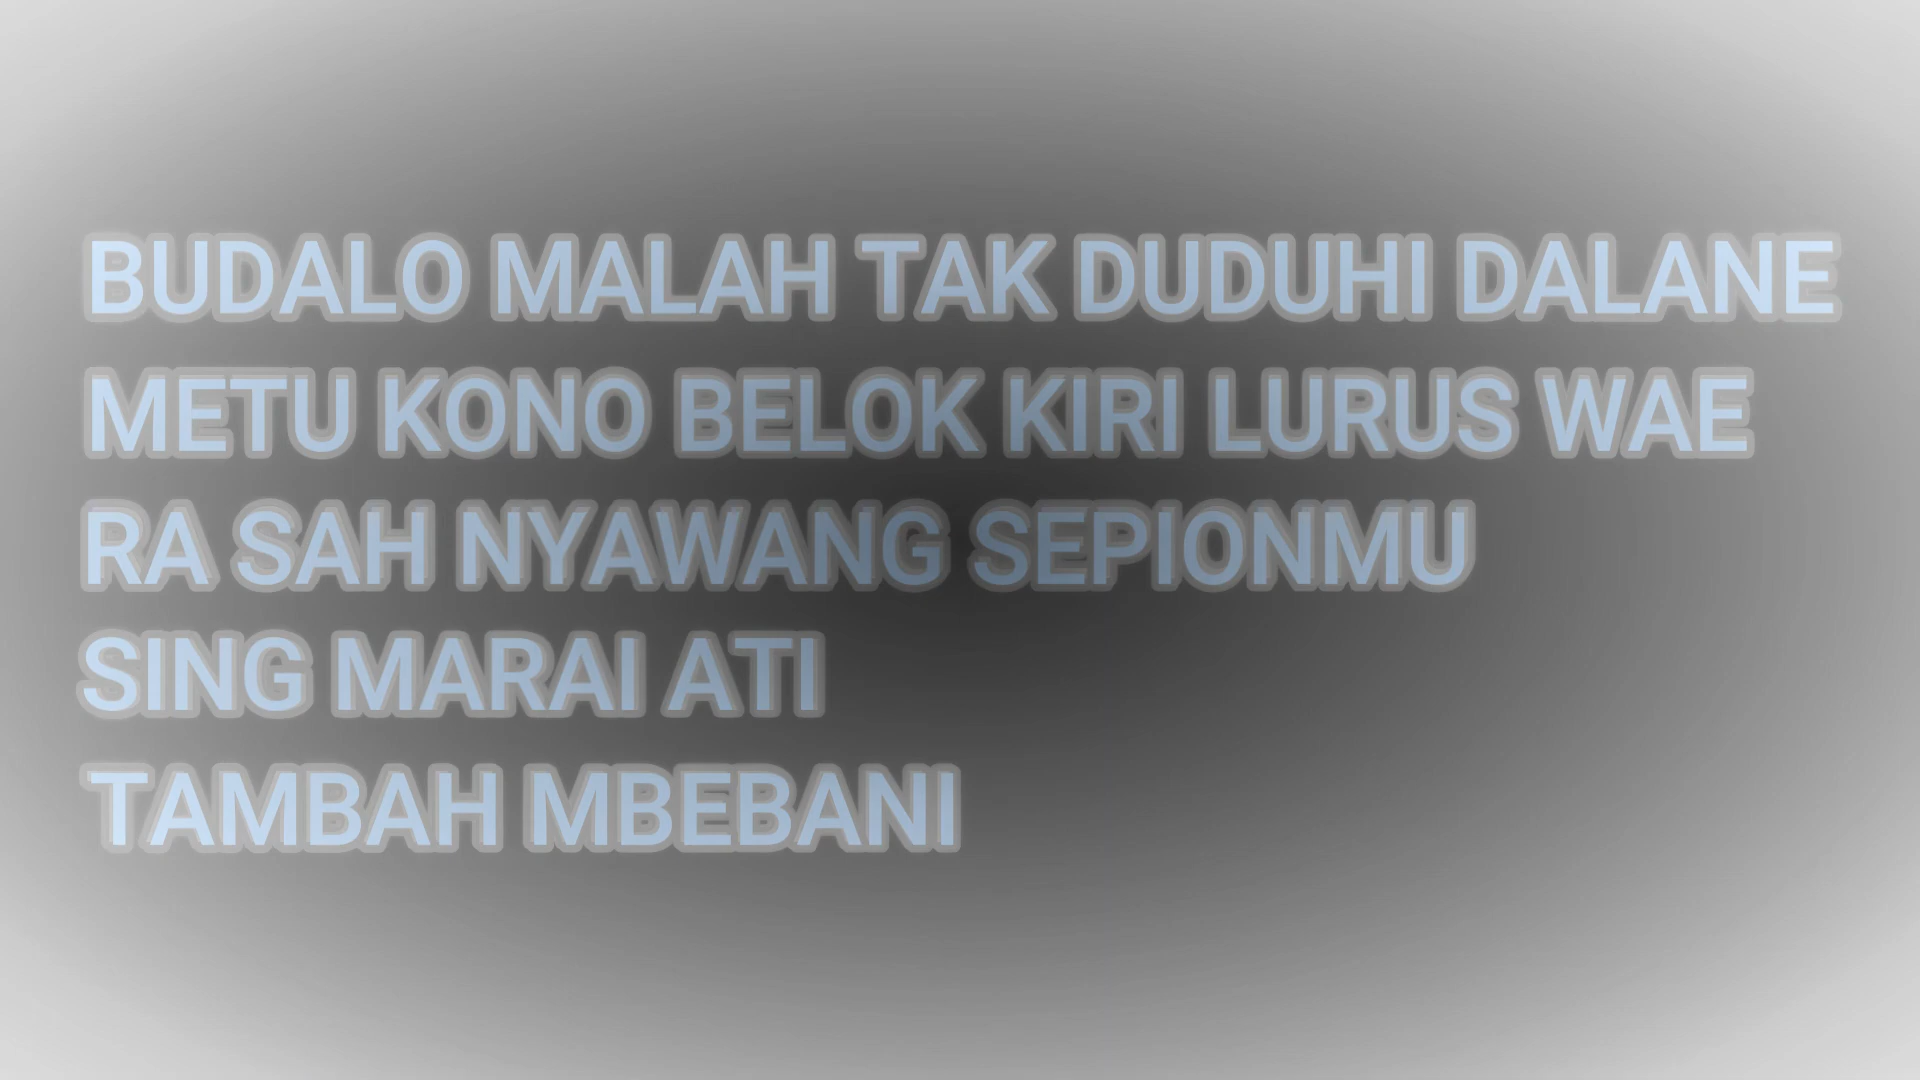 BUDALO MALAH TAK DUDUHI DALANE
METU KONO BELOK KIRI LURUS WAE
RA SAH NYAWANG SEPIONMU
SING MARAI ATI
TAMBAH MBEBANI